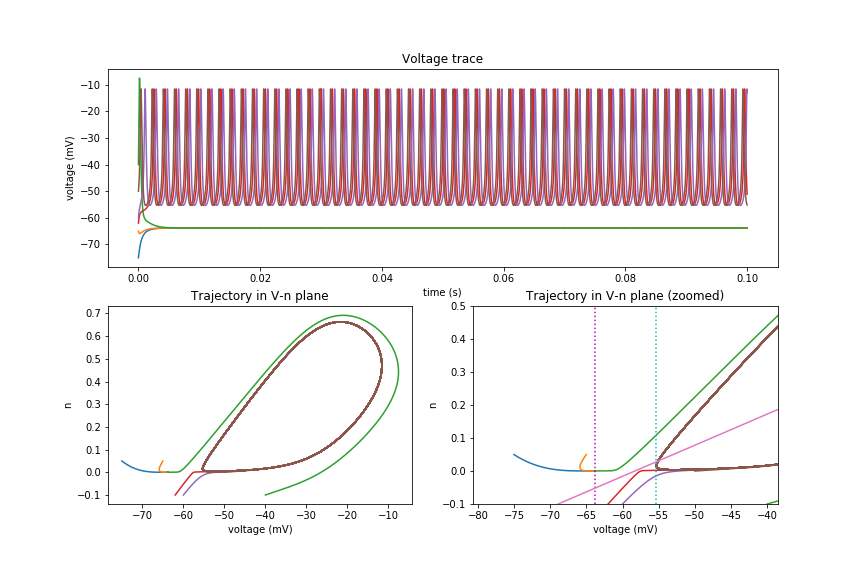 Voltage trace
voltage (mV)
−10
−20
−30
−40
−50
−60
−70
0.00 0.02 0.04 0.06 0.08 0.10
time (s)
Trajectory in V-n plane
n
0.7
0.6
0.5
0.4
0.3
0.2
0.1
0.0
−0.1
−70 −60 −50 −40 −30 −20 −10
voltage (mV)
Trajectory in V-n plane (zoomed)
n
0.5
0.4
0.3
0.2
0.1
0.0
−0.1
−80 −75 −70 −65 −60 −55 −50 −45 −40
voltage (mV)